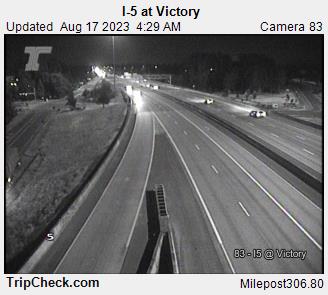 I-5 at Victory
Updated Aug 17 2023 4:29 AM Camera 83
T
S
83 - I5 @ Victory
TripCheck.com Milepost306.80